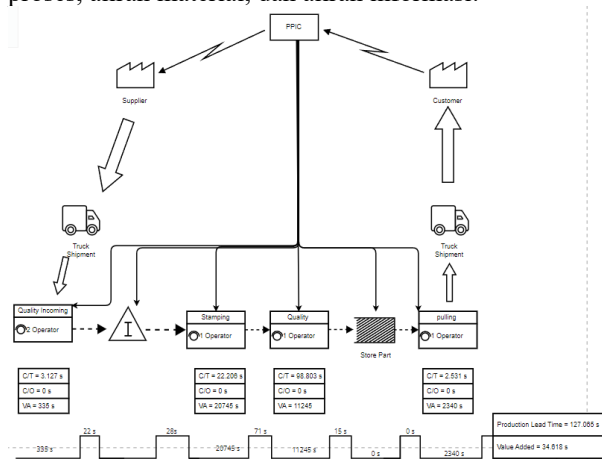 proses, aliran material, dan aliran informasi.
PPIC
Supplier
Customer
Truck
Shipment
Truck
Shipment
Quality Incoming
2 Operator
I
Stamping
1 Operator
Quality
1 Operator
Store Part
pulling
1 Operator
C/T = 3.127 s
C/O = 0 s
VA = 335 s
C/T = 22.206 s
C/O = 0 s
VA = 20745 s
C/T = 98.803 s
C/O = 0 s
VA = 11245
C/T = 2.531 s
C/O = 0 s
VA = 2340 s
335 s
22 s
28s
20745 s
71 s
11245 s
15 s
0 s
0 s
2340 s
Production Lead Time = 127.065 s
Value Added = 34.618 s